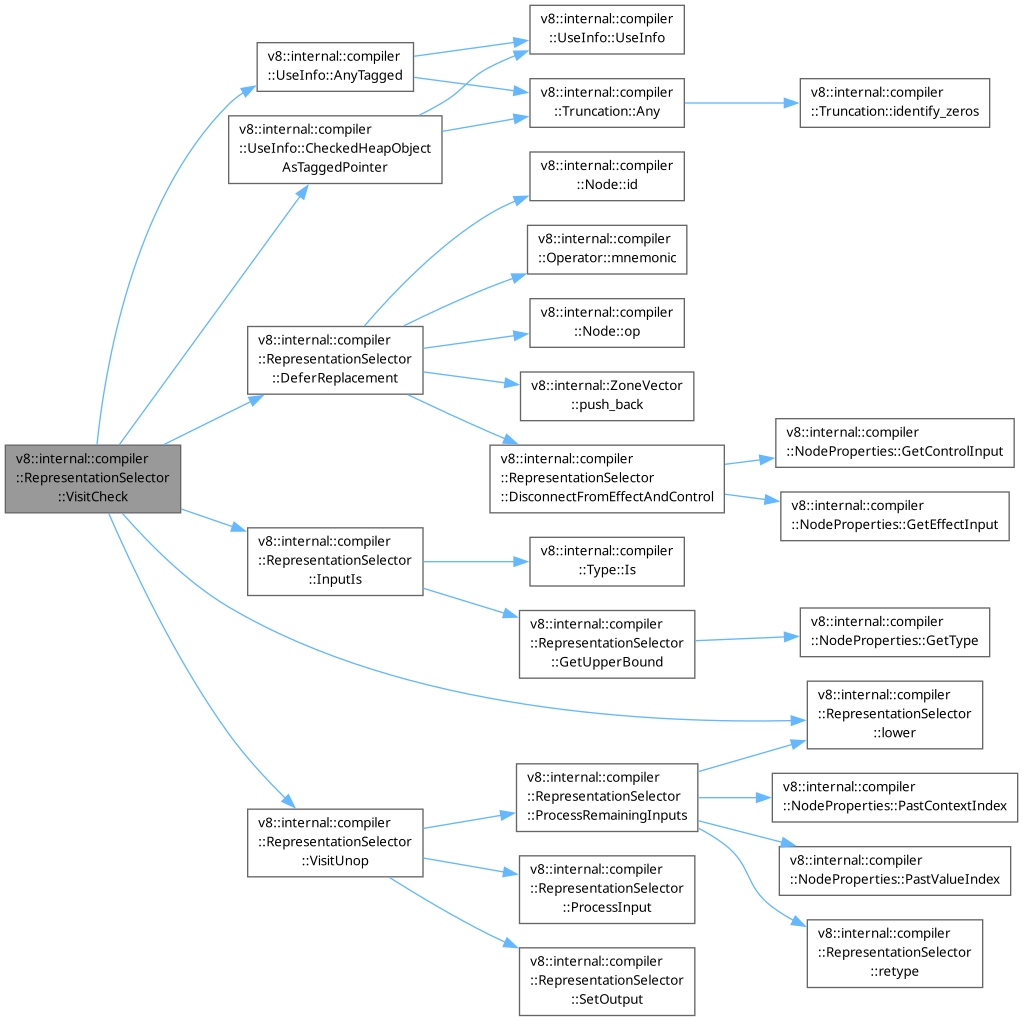 v8::internal::compiler
::RepresentationSelector
::VisitCheck
v8::internal::compiler
::UseInfo::AnyTagged
v8::internal::compiler
::UseInfo::UseInfo
v8::internal::compiler
::Truncation::Any
v8::internal::compiler
::Truncation::identify_zeros
v8::internal::compiler
::UseInfo::CheckedHeapObject
AsTaggedPointer
v8::internal::compiler
::RepresentationSelector
::DeferReplacement
v8::internal::compiler
::Node::id
v8::internal::compiler
::Operator::mnemonic
v8::internal::compiler
::Node::op
v8::internal::ZoneVector
::push_back
v8::internal::compiler
::RepresentationSelector
::DisconnectFromEffectAndControl
v8::internal::compiler
::NodeProperties::GetControlInput
v8::internal::compiler
::NodeProperties::GetEffectInput
v8::internal::compiler
::RepresentationSelector
::InputIs
v8::internal::compiler
::Type::Is
v8::internal::compiler
::RepresentationSelector
::GetUpperBound
v8::internal::compiler
::NodeProperties::GetType
v8::internal::compiler
::RepresentationSelector
::lower
v8::internal::compiler
::RepresentationSelector
::VisitUnop
v8::internal::compiler
::RepresentationSelector
::ProcessRemainingInputs
v8::internal::compiler
::NodeProperties::PastContextIndex
v8::internal::compiler
::NodeProperties::PastValueIndex
v8::internal::compiler
::RepresentationSelector
::retype
v8::internal::compiler
::RepresentationSelector
::ProcessInput
v8::internal::compiler
::RepresentationSelector
::SetOutput